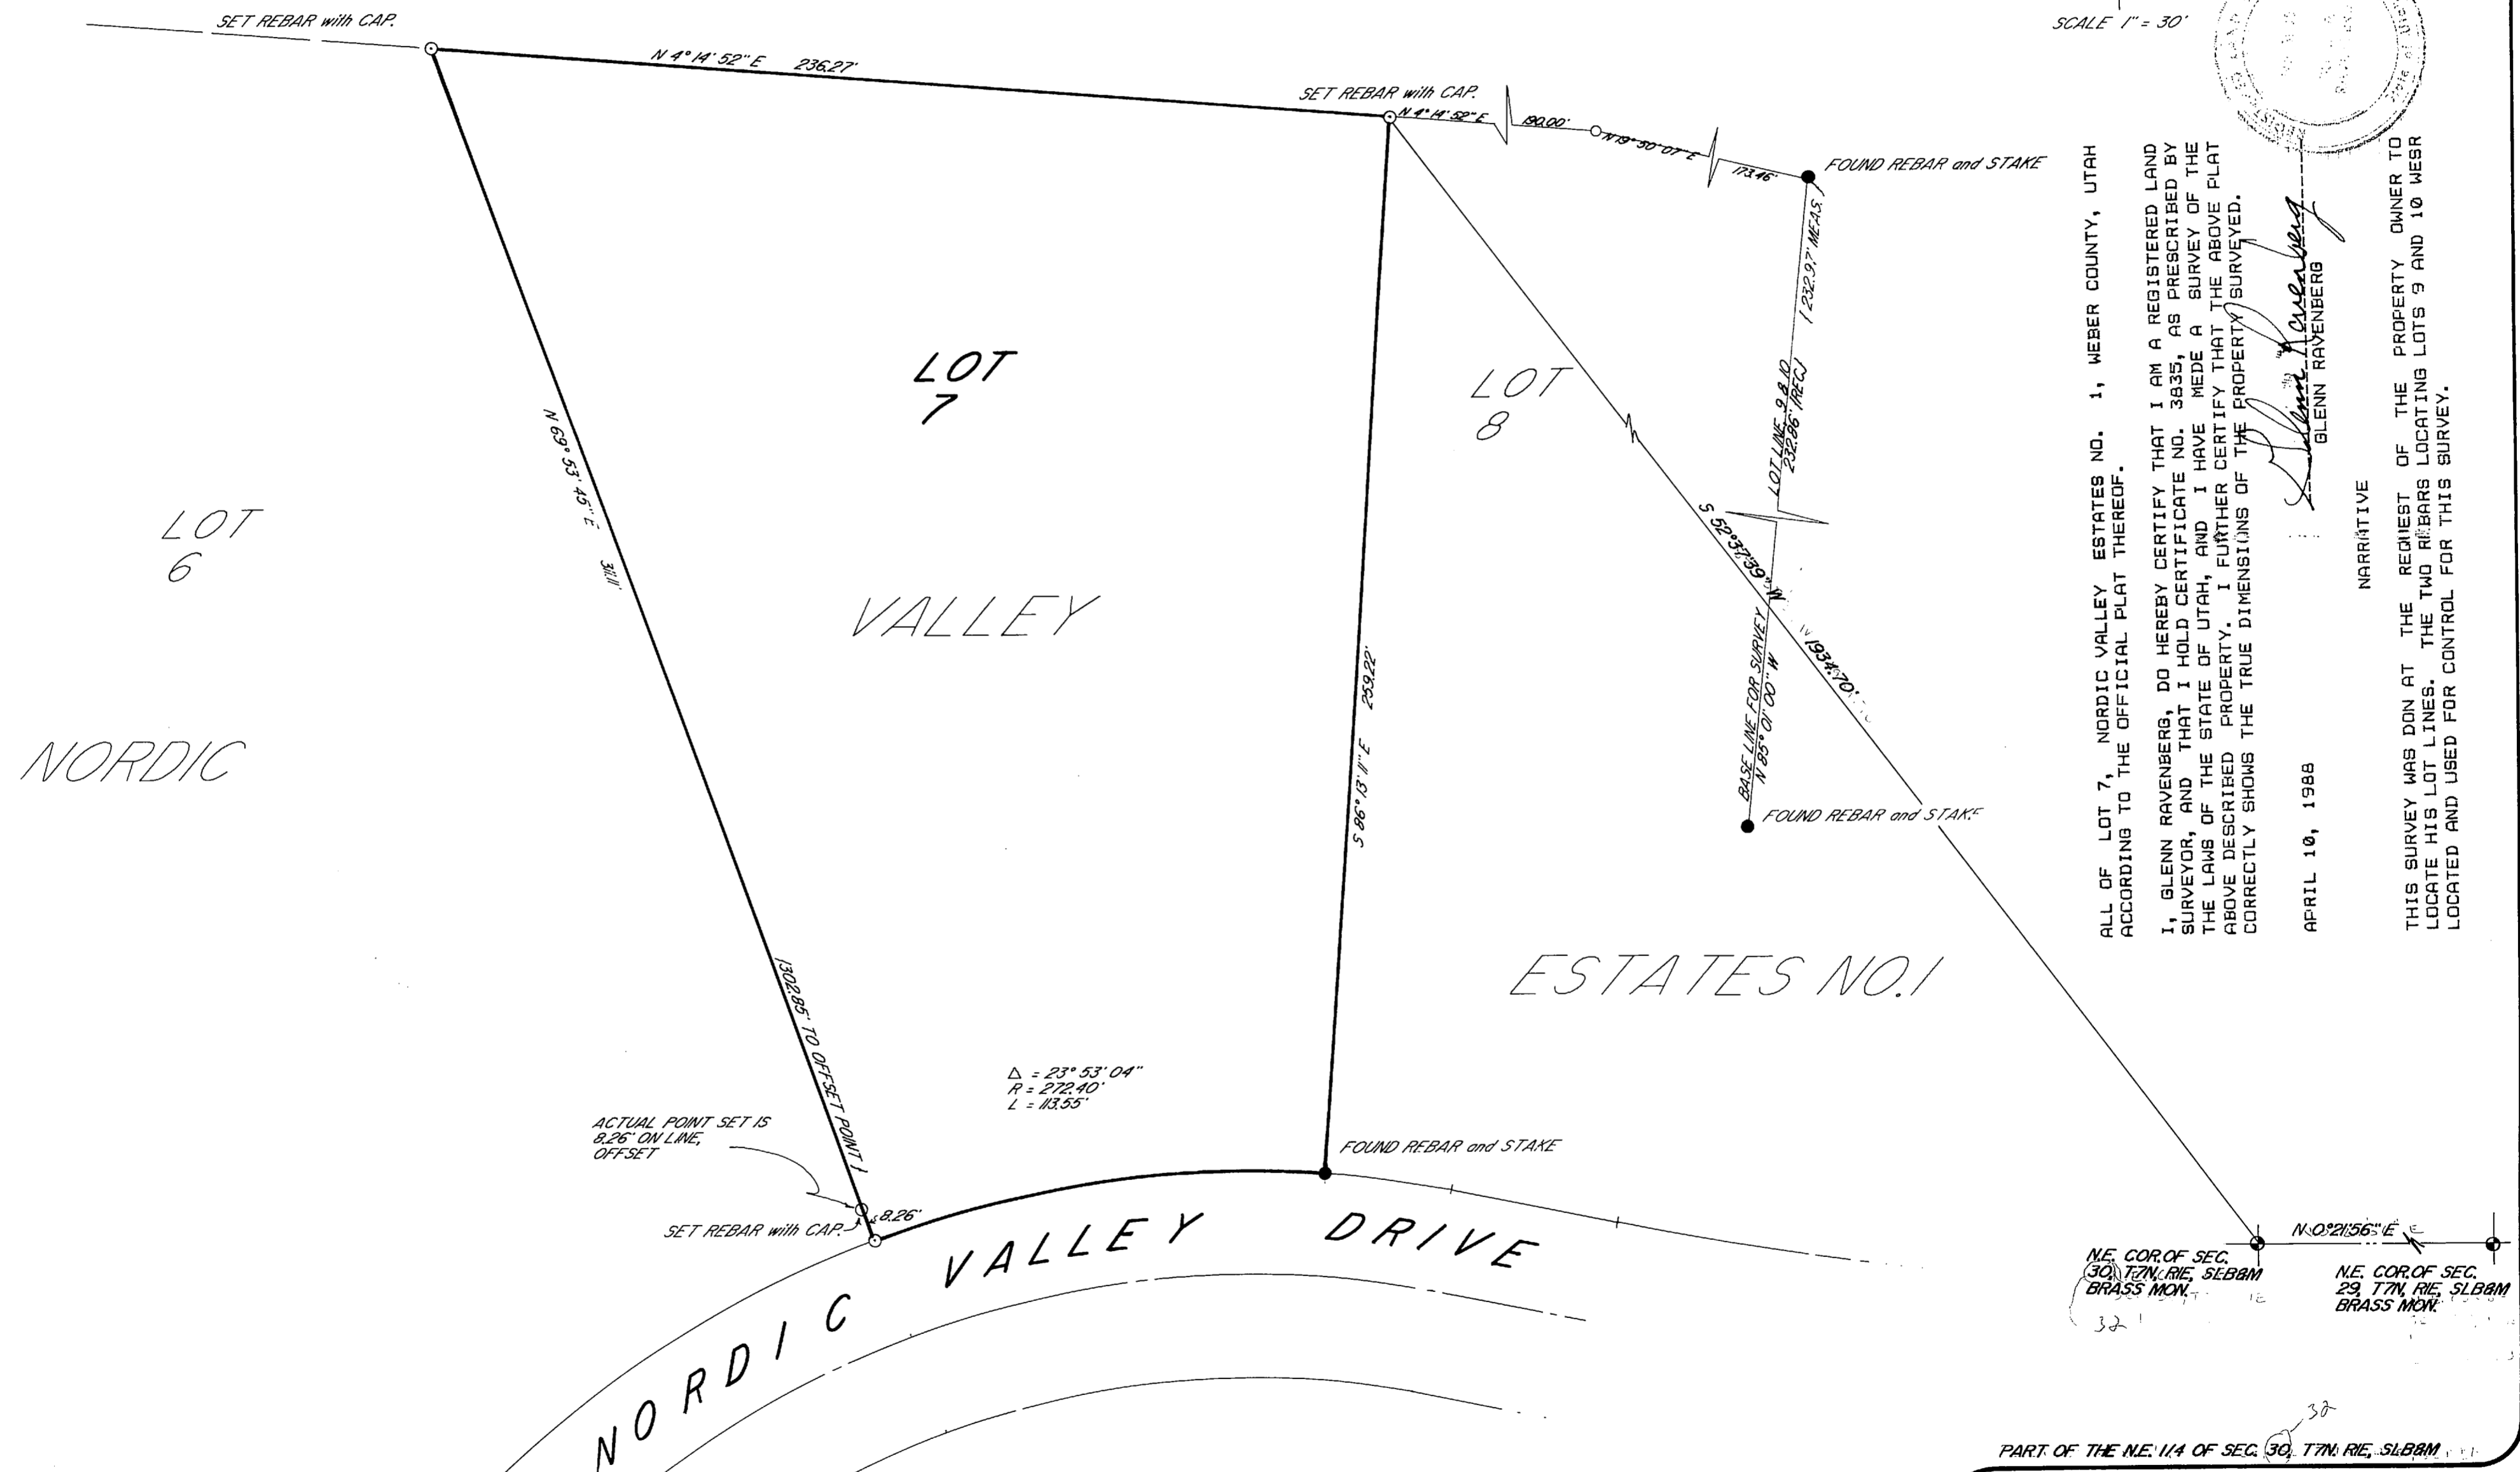 SET REBAR with CAP.
SCALE 1" = 30'
N 4° 14' 52" E 236.27'
SET REBAR with CAP.
N 4° 14' 52" E
190.00'
N 19° 50' 07" E
173.46'
FOUND REBAR and STAKE
LOT LINE 9 & 10
232.86' (REC.)
( 232.97' MEAS. )
LOT
7
LOT
8
N 69° 53' 45" E 311.11'
LOT
6
S 52°37'39" W
1934.70'
VALLEY
NORDIC
S 86° 13' 11" E 259.22'
BASE LINE FOR SURVEY
N 85° 01' 00" W
FOUND REBAR and STAKE
ESTATES NO. 1
(302.85' TO OFFSET POINT)
Δ = 23° 53' 04"
R = 272.40'
L = 113.55'
ACTUAL POINT SET IS
8.26' ON LINE,
OFFSET
FOUND REBAR and STAKE
8.26'
SET REBAR with CAP.
NORDIC VALLEY DRIVE
N 0°21'56" E
N.E. COR. OF SEC.
30, T7N, R1E, SLB&M
BRASS MON.
32
N.E. COR. OF SEC.
29, T7N, R1E, SLB&M
BRASS MON.
ALL OF LOT 7, NORDIC VALLEY ESTATES NO. 1, WEBER COUNTY, UTAH
ACCORDING TO THE OFFICIAL PLAT THEREOF.
I, GLENN RAVENBERG, DO HEREBY CERTIFY THAT I AM A REGISTERED LAND
SURVEYOR, AND THAT I HOLD CERTIFICATE NO. 3835, AS PRESCRIBED BY
THE LAWS OF THE STATE OF UTAH, AND I HAVE MEDE A SURVEY OF THE
ABOVE DESCRIBED PROPERTY. I FURTHER CERTIFY THAT THE ABOVE PLAT
CORRECTLY SHOWS THE TRUE DIMENSIONS OF THE PROPERTY SURVEYED.
Glenn Ravenberg
APRIL 10, 1988
GLENN RAVENBERG
NARRITIVE
THIS SURVEY WAS DON AT THE REQUEST OF THE PROPERTY OWNER TO
LOCATE HIS LOT LINES. THE TWO REBARS LOCATING LOTS 9 AND 10 WESR
LOCATED AND USED FOR CONTROL FOR THIS SURVEY.
32
PART OF THE N.E. 1/4 OF SEC. 30, T7N, R1E, SLB&M